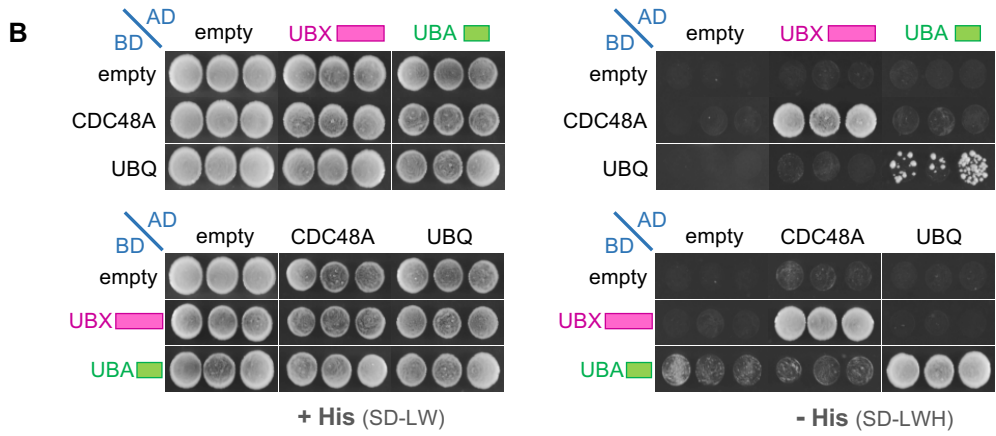 B
AD
BD
empty UBX UBA
empty
CDC48A
UBQ
AD
BD
empty UBX UBA
AD
BD
empty CDC48A UBQ
empty
UBX
UBA
+ His (SD-LW)
AD
BD
empty CDC48A UBQ
empty
UBX
UBA
- His (SD-LWH)
empty
CDC48A
UBQ